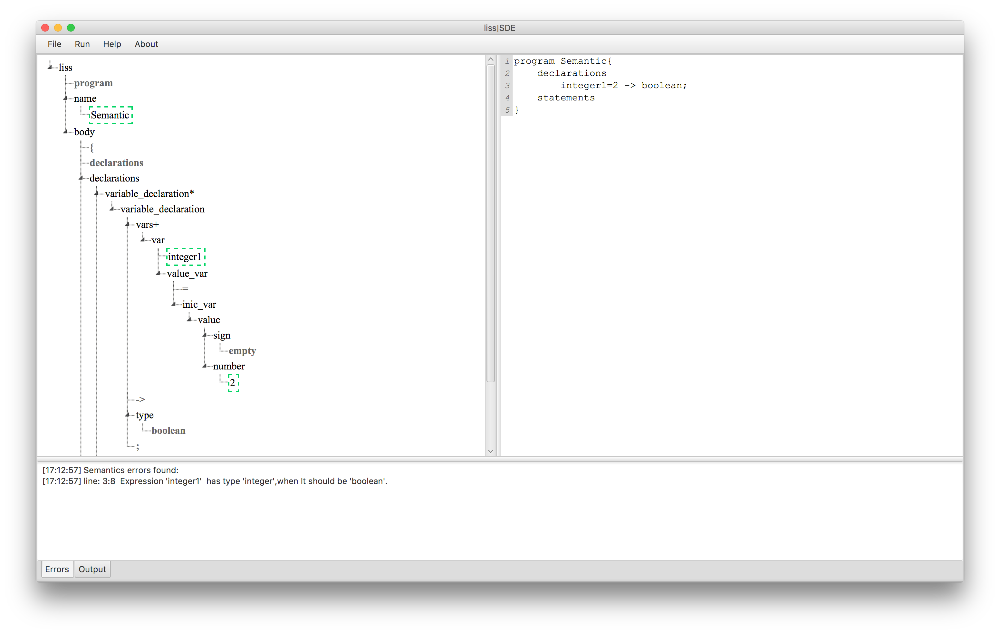 liss|SDE
File Run Help About
liss
program
name
Semantic
body
{
declarations
declarations
variable_declaration*
variable_declaration
vars+
var
integer1
value_var
=
inic_var
value
sign
empty
number
2
->
type
boolean
;
1 program Semantic{
2 declarations
3 integer1=2 -> boolean;
4 statements
5 }
[17:12:57] Semantics errors found:
[17:12:57] line: 3:8  Expression 'integer1'  has type 'integer',when It should be 'boolean'.
Errors Output